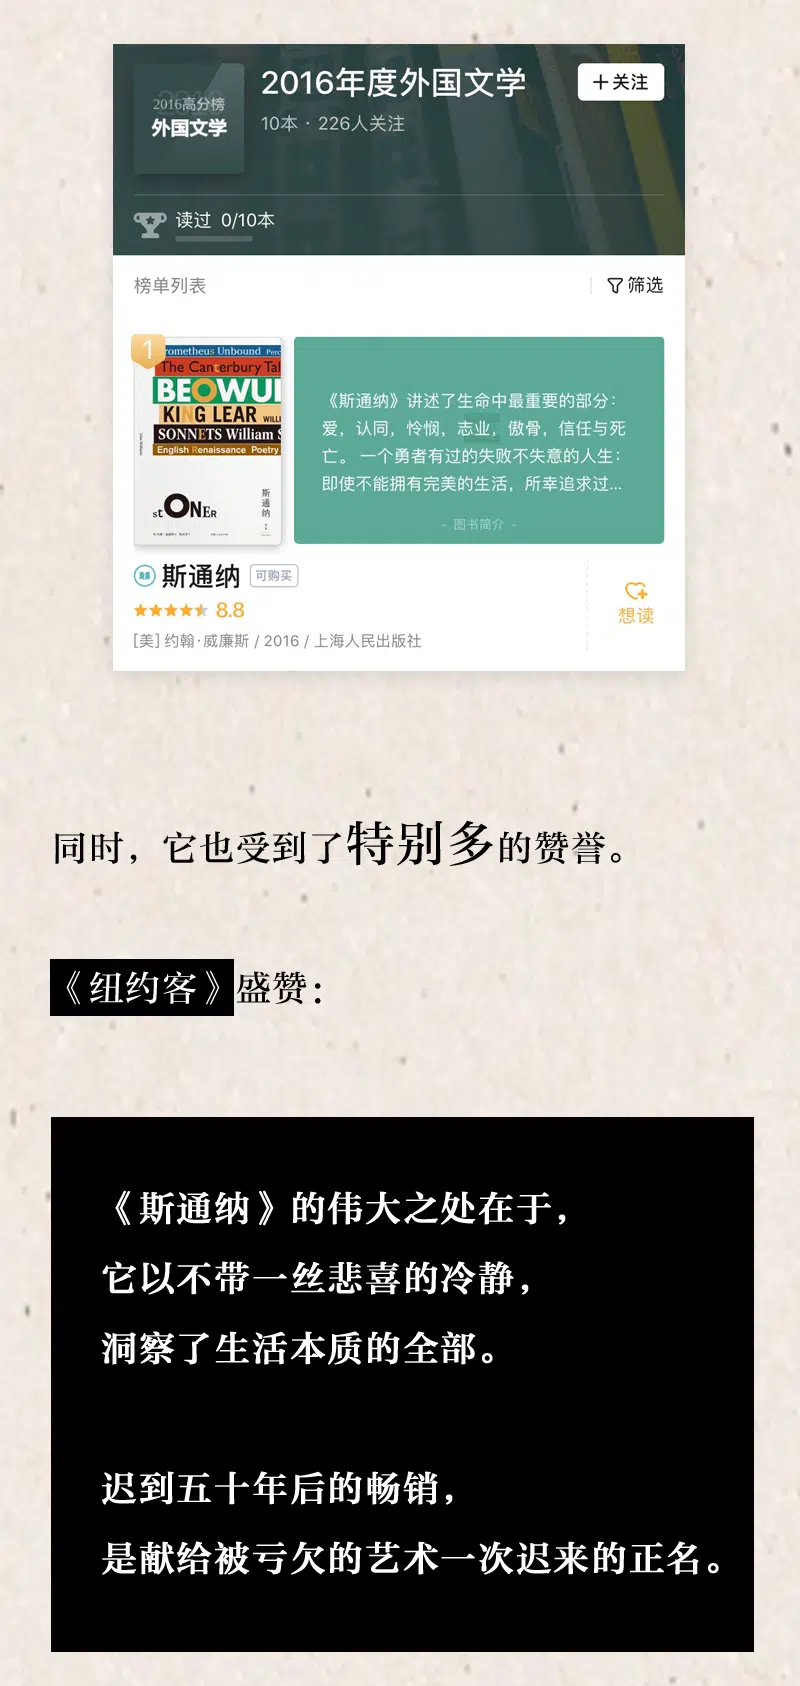 2016高分榜
外国文学
2016年度外国文学
10本 · 226人关注
＋关注
读过 0/10本
榜单列表
筛选
1
rometheus Unbound Perc
The Canterbury Tal
BEOWUL
KING LEAR WILLI
SONNETS William S
English Renaissance Poetry
STONER
斯通纳
《斯通纳》讲述了生命中最重要的部分：
爱，认同，怜悯，志业，傲骨，信任与死
亡。一个勇者有过的失败不失意的人生：
即使不能拥有完美的生活，所幸追求过...
- 图书简介 -
斯通纳 可购买
8.8
[美] 约翰·威廉斯 / 2016 / 上海人民出版社
想读
同时，它也受到了特别多的赞誉。
《纽约客》盛赞：
《斯通纳》的伟大之处在于，
它以不带一丝悲喜的冷静，
洞察了生活本质的全部。
迟到五十年后的畅销，
是献给被亏欠的艺术一次迟来的正名。